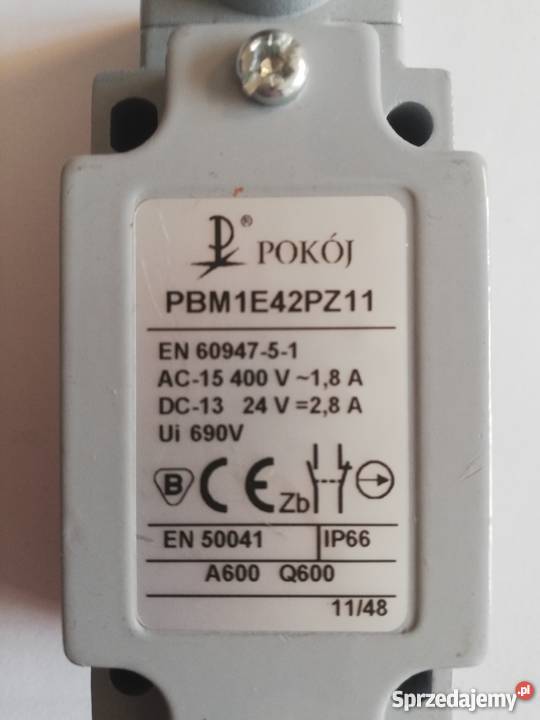 ® POKÓJ
PBM1E42PZ11
EN 60947-5-1
AC-15 400 V ~1,8 A
DC-13 24 V =2,8 A
Ui 690V
B CE Zb
EN 50041 IP66
A600 Q600
11/48
Sprzedajemy.pl